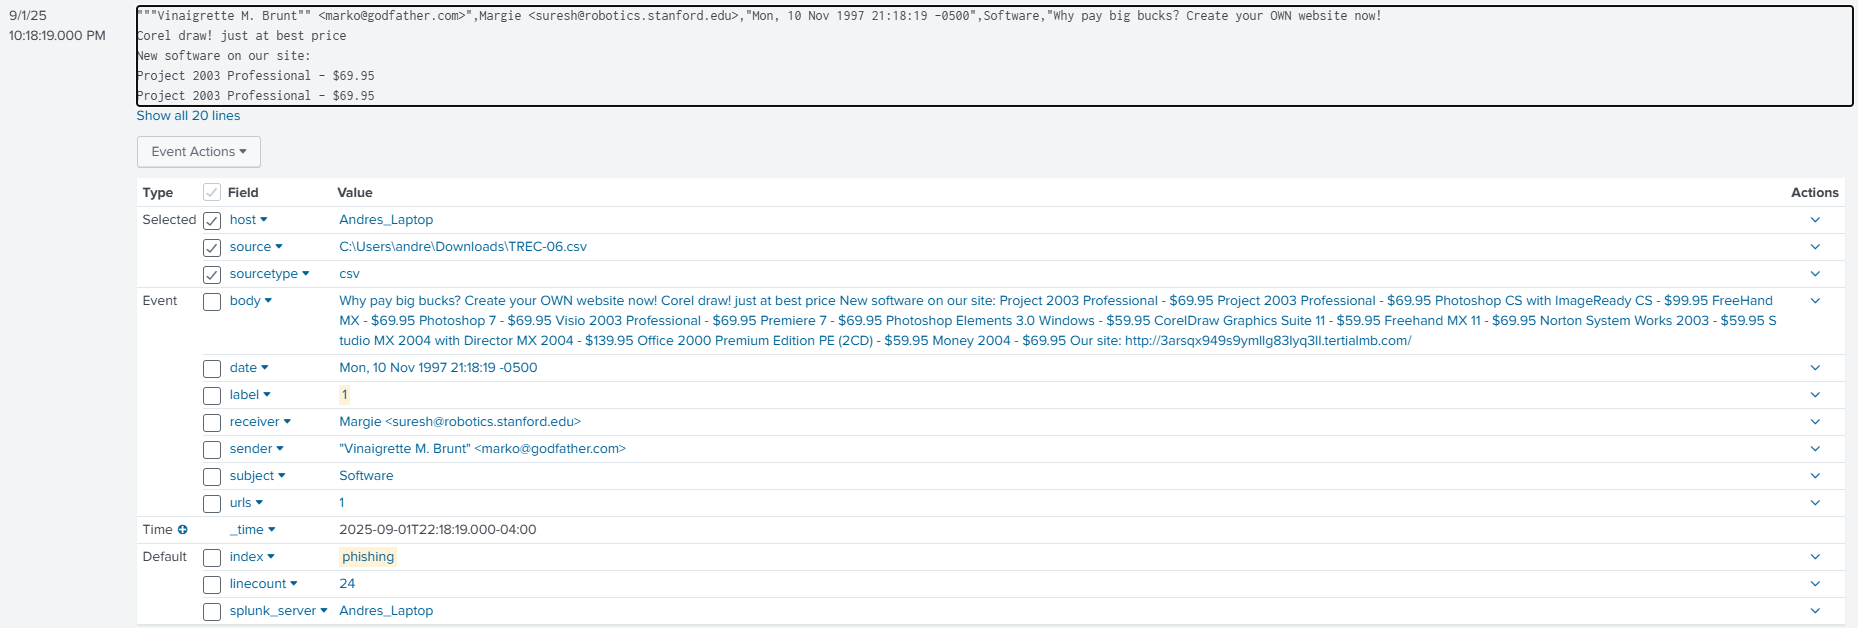 9/1/25
10:18:19.000 PM
"""Vinaigrette M. Brunt"" <marko@godfather.com>",Margie <suresh@robotics.stanford.edu>,"Mon, 10 Nov 1997 21:18:19 -0500",Software,"Why pay big bucks? Create your OWN website now!
Corel draw! just at best price
New software on our site:
Project 2003 Professional - $69.95
Project 2003 Professional - $69.95
Show all 20 lines
Event Actions
Type Field Value Actions
Selected host Andres_Laptop
source C:\Users\andre\Downloads\TREC-06.csv
sourcetype csv
Event body Why pay big bucks? Create your OWN website now! Corel draw! just at best price New software on our site: Project 2003 Professional - $69.95 Project 2003 Professional - $69.95 Photoshop CS with ImageReady CS - $99.95 FreeHand
MX - $69.95 Photoshop 7 - $69.95 Visio 2003 Professional - $69.95 Premiere 7 - $69.95 Photoshop Elements 3.0 Windows - $59.95 CorelDraw Graphics Suite 11 - $59.95 Freehand MX 11 - $69.95 Norton System Works 2003 - $59.95 S
tudio MX 2004 with Director MX 2004 - $139.95 Office 2000 Premium Edition PE (2CD) - $59.95 Money 2004 - $69.95 Our site: http://3arsqx949s9ymllg83lyq3ll.tertialmb.com/
date Mon, 10 Nov 1997 21:18:19 -0500
label 1
receiver Margie <suresh@robotics.stanford.edu>
sender "Vinaigrette M. Brunt" <marko@godfather.com>
subject Software
urls 1
Time _time 2025-09-01T22:18:19.000-04:00
Default index phishing
linecount 24
splunk_server Andres_Laptop